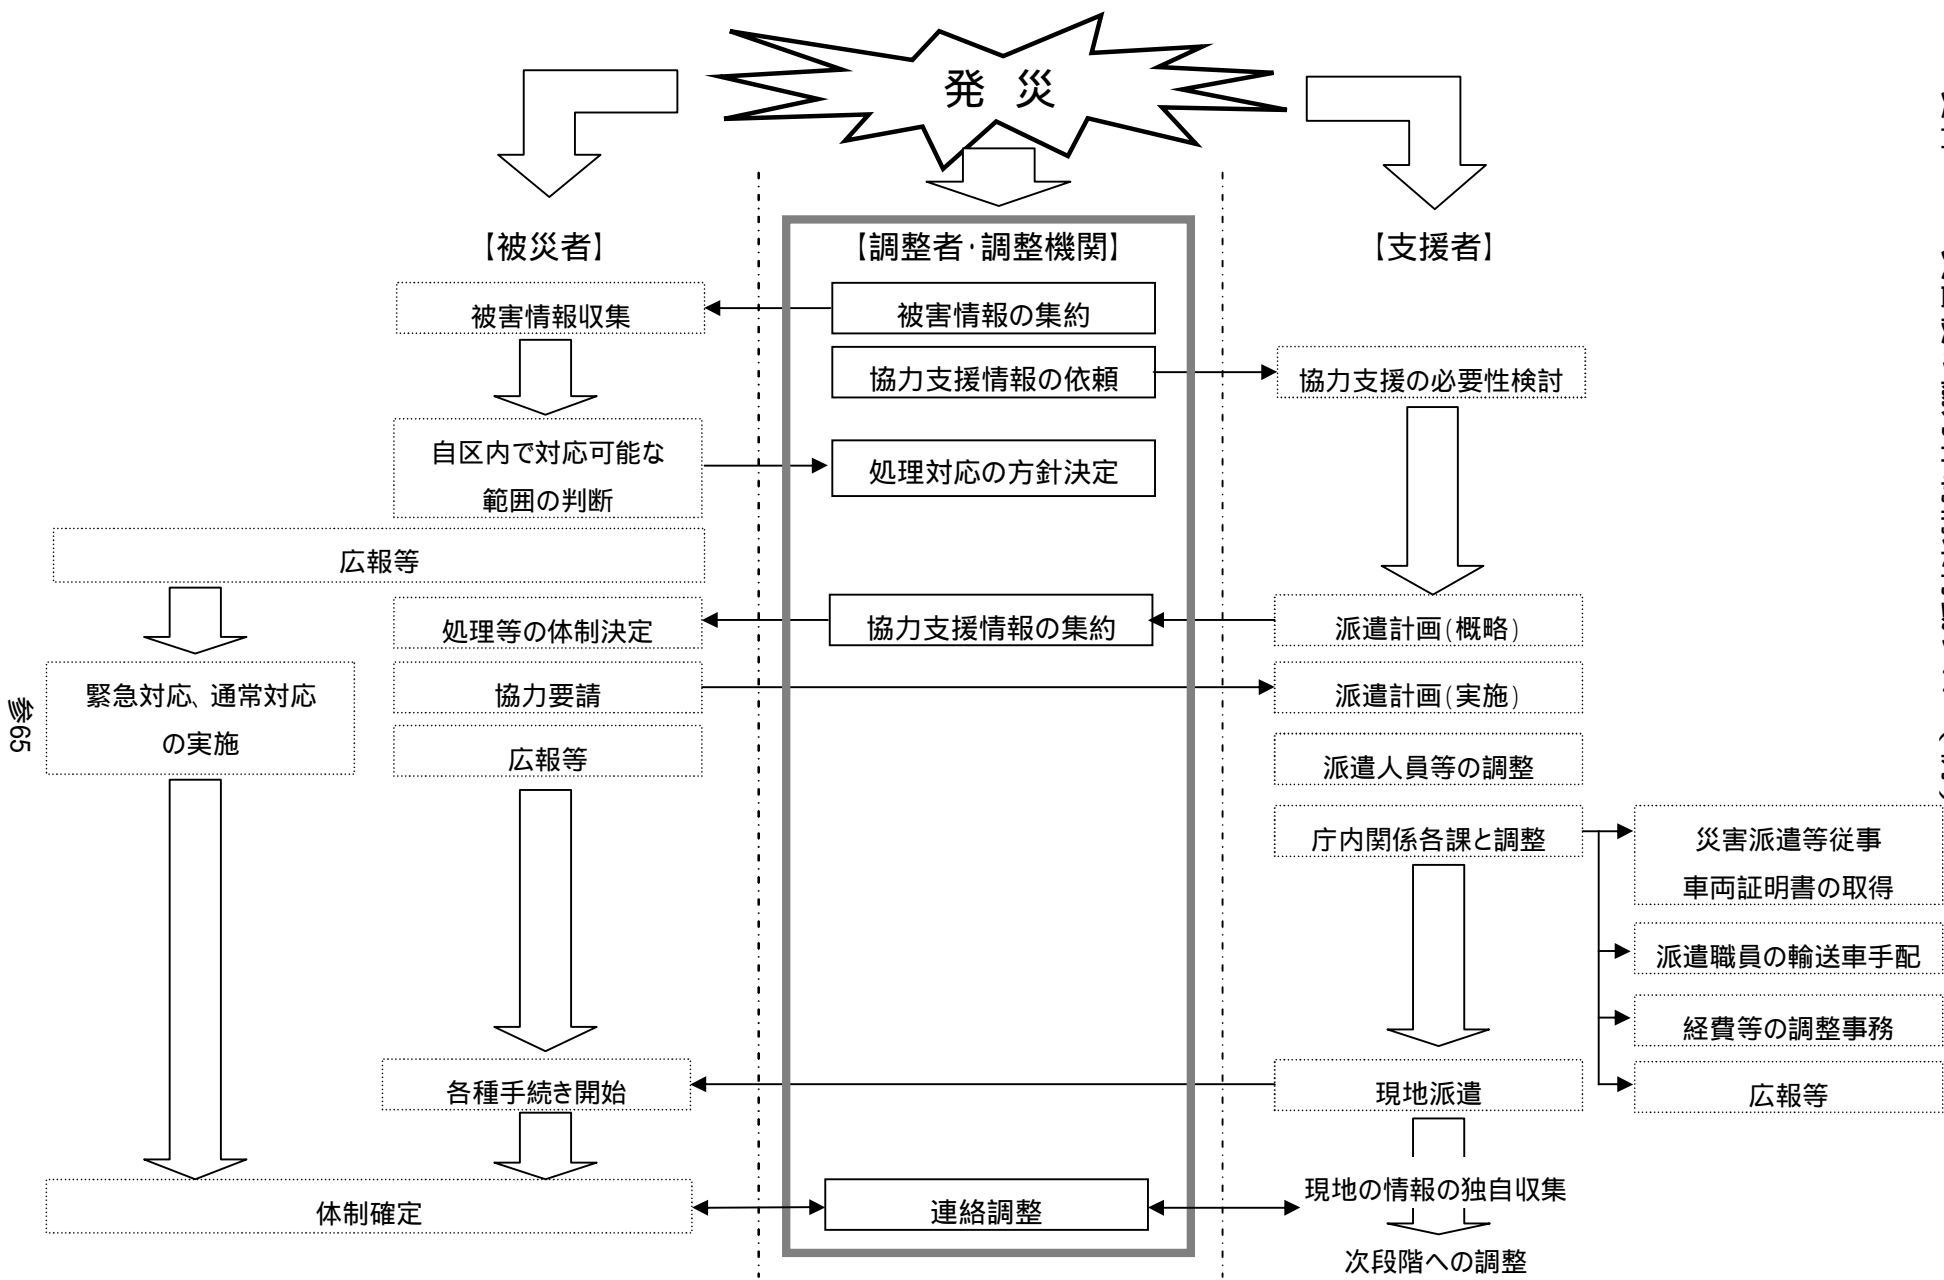 発 災
【被災者】
【調整者・調整機関】
【支援者】
被害情報収集
被害情報の集約
協力支援情報の依頼
協力支援の必要性検討
自区内で対応可能な
範囲の判断
処理対応の方針決定
広報等
処理等の体制決定
協力支援情報の集約
派遣計画(概略)
緊急対応、通常対応
の実施
協力要請
派遣計画(実施)
広報等
派遣人員等の調整
庁内関係各課と調整
災害派遣等従事
車両証明書の取得
派遣職員の輸送車手配
経費等の調整事務
広報等
各種手続き開始
現地派遣
体制確定
連絡調整
現地の情報の独自収集
次段階への調整
参65